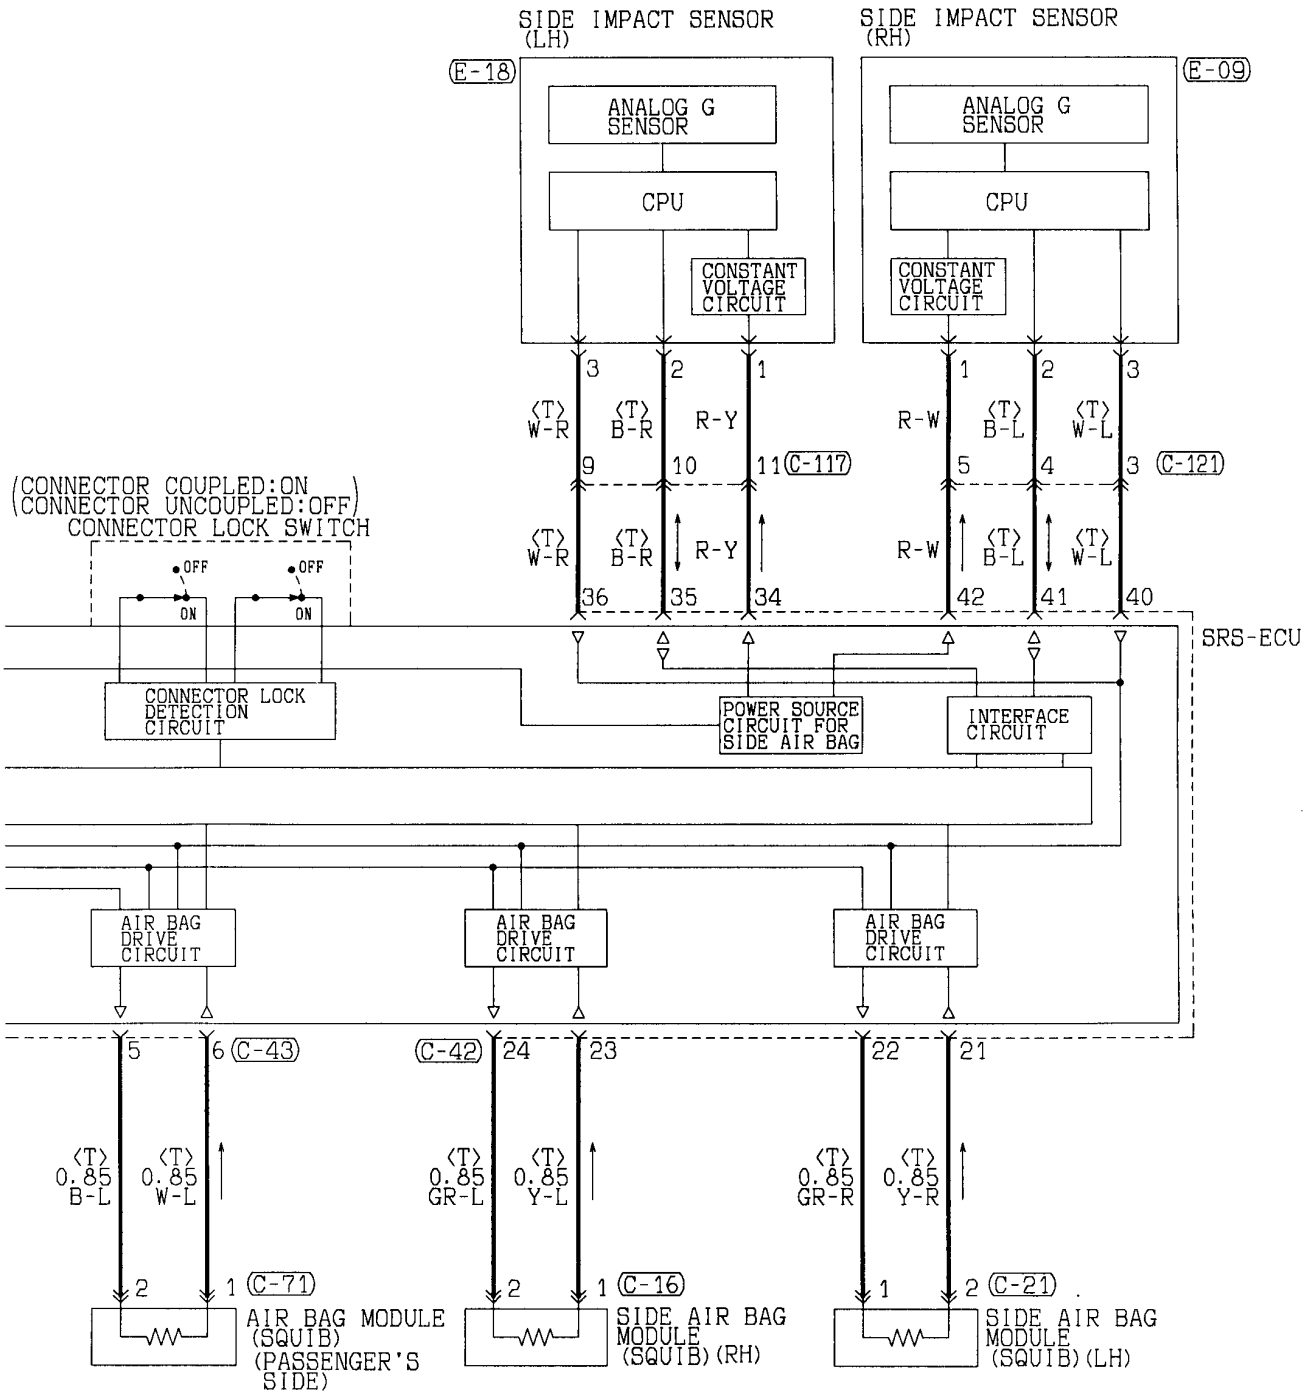 SIDE IMPACT SENSOR
(LH)
SIDE IMPACT SENSOR
(RH)
E-18
E-09
ANALOG G
SENSOR
ANALOG G
SENSOR
CPU
CPU
CONSTANT
VOLTAGE
CIRCUIT
CONSTANT
VOLTAGE
CIRCUIT
3 2 1 1 2 3
<T>
W-R
<T>
B-R
R-Y
R-W
<T>
B-L
<T>
W-L
9 10 11 C-117 5 4 3 C-121
(CONNECTOR COUPLED:ON )
(CONNECTOR UNCOUPLED:OFF)
CONNECTOR LOCK SWITCH
<T>
W-R
<T>
B-R
R-Y
R-W
<T>
B-L
<T>
W-L
OFF OFF
ON ON
36 35 34 42 41 40
SRS-ECU
CONNECTOR LOCK
DETECTION
CIRCUIT
POWER SOURCE
CIRCUIT FOR
SIDE AIR BAG
INTERFACE
CIRCUIT
AIR BAG
DRIVE
CIRCUIT
AIR BAG
DRIVE
CIRCUIT
AIR BAG
DRIVE
CIRCUIT
5 6 C-43 C-42 24 23 22 21
<T>
0.85
B-L
<T>
0.85
W-L
<T>
0.85
GR-L
<T>
0.85
Y-L
<T>
0.85
GR-R
<T>
0.85
Y-R
2 1 C-71 2 1 C-16 1 2 C-21
AIR BAG MODULE
(SQUIB)
(PASSENGER'S
SIDE)
SIDE AIR BAG
MODULE
(SQUIB)(RH)
SIDE AIR BAG
MODULE
(SQUIB)(LH)